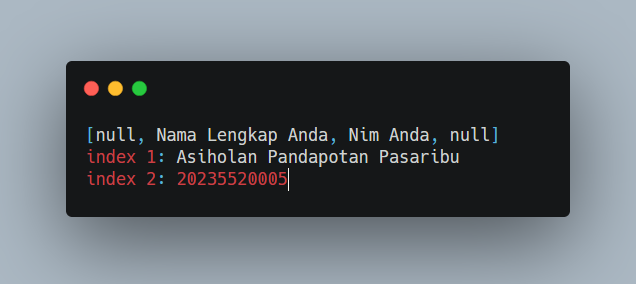 [null, Nama Lengkap Anda, Nim Anda, null]
index 1: Asiholan Pandapotan Pasaribu
index 2: 20235520005